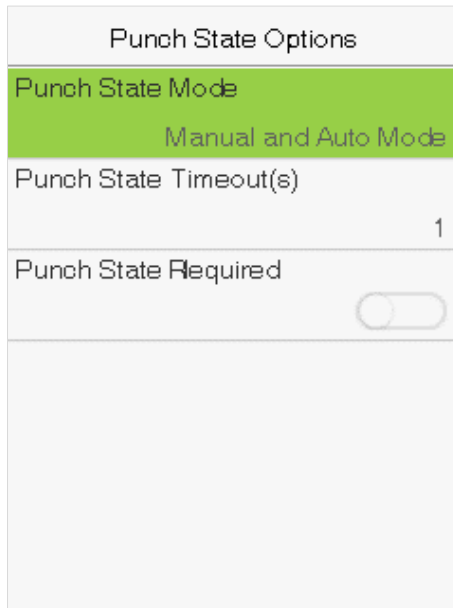 Punch State Options
Punch State Mode
Manual and Auto Mode
Punch State Timeout(s)
1
Punch State Required